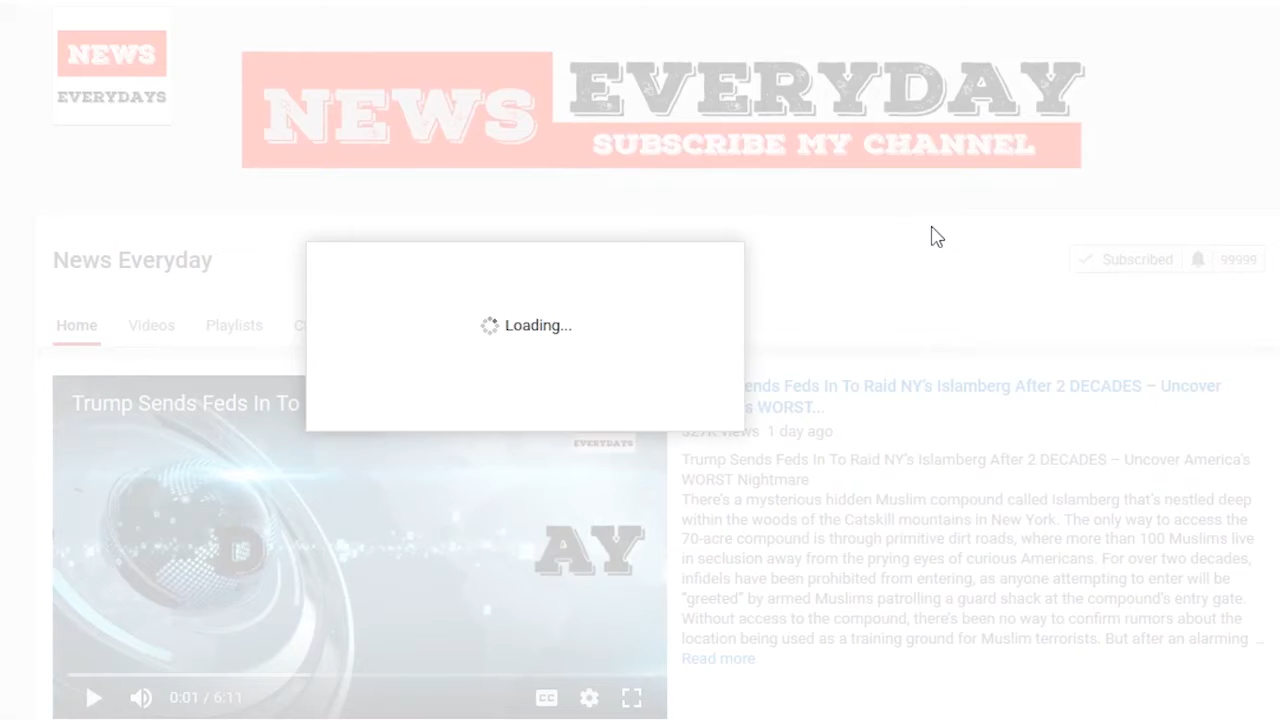 NEWS
EVERYDAYS
NEWS
EVERYDAY
SUBSCRIBE MY CHANNEL
News Everyday
Subscribed
99999
Home
Videos
Playlists
Loading...
Trump Sends Feds In To
EVERYDAYS
AY
CC
0:01 / 6:11
ends Feds In To Raid NY's Islamberg After 2 DECADES – Uncover
's WORST...
views 1 day ago
Trump Sends Feds In To Raid NY's Islamberg After 2 DECADES – Uncover America's
WORST Nightmare
There's a mysterious hidden Muslim compound called Islamberg that's nestled deep
within the woods of the Catskill mountains in New York. The only way to access the
70-acre compound is through primitive dirt roads, where more than 100 Muslims live
in seclusion away from the prying eyes of curious Americans. For over two decades,
infidels have been prohibited from entering, as anyone attempting to enter will be
"greeted" by armed Muslims patrolling a guard shack at the compound's entry gate.
Without access to the compound, there's been no way to confirm rumors about the
location being used as a training ground for Muslim terrorists. But after an alarming ...
Read more